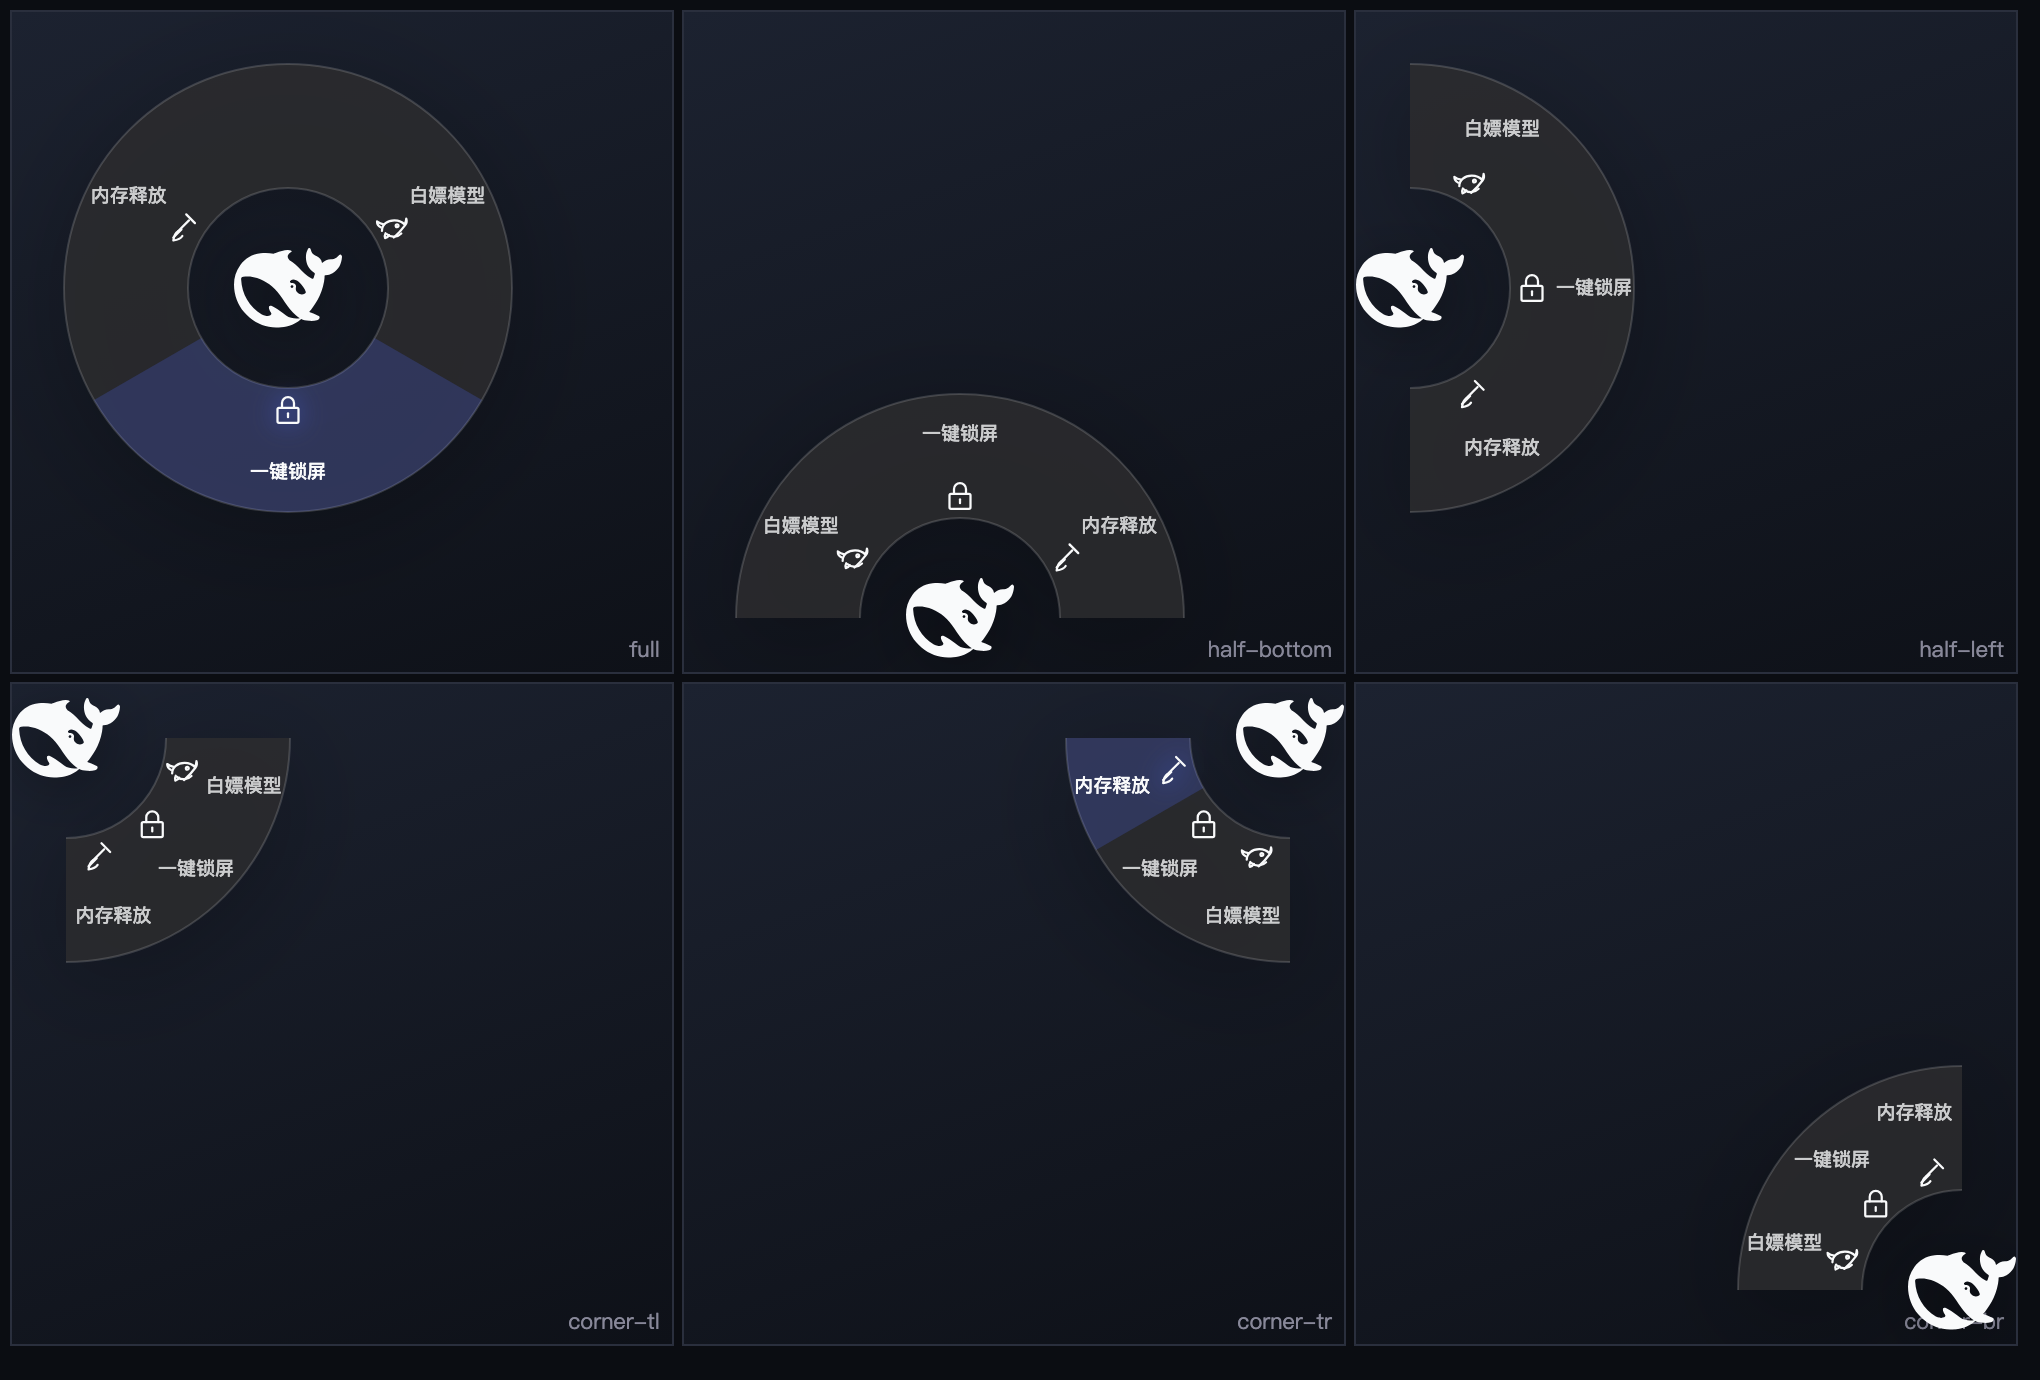 内存释放
白嫖模型
一键锁屏
full
一键锁屏
白嫖模型
内存释放
half-bottom
白嫖模型
一键锁屏
内存释放
half-left
白嫖模型
一键锁屏
内存释放
corner-tl
内存释放
一键锁屏
白嫖模型
corner-tr
内存释放
一键锁屏
白嫖模型